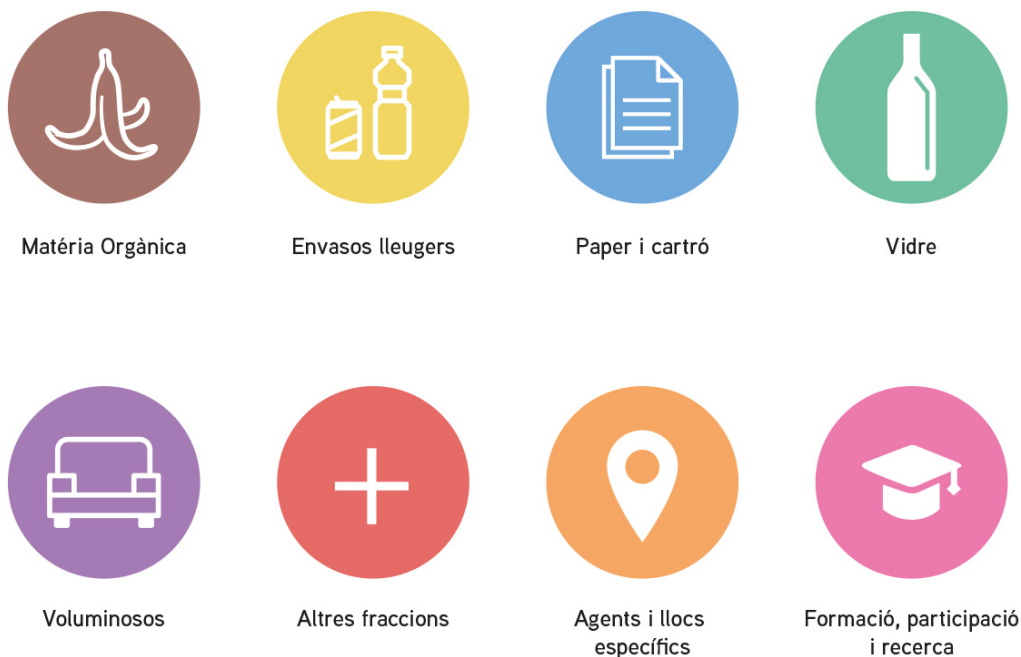 Matéria Orgànica
Envasos lleugers
Paper i cartró
Vidre
Voluminosos
Altres fraccions
Agents i llocs
específics
Formació, participació
i recerca